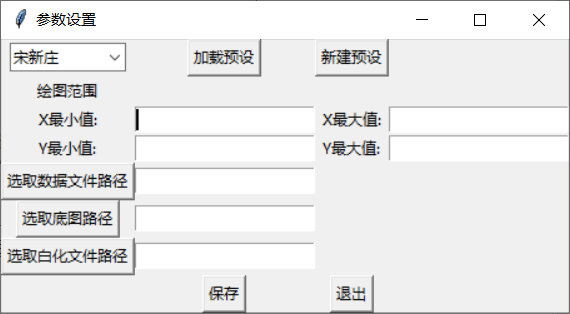 参数设置
宋新庄 加载预设 新建预设
绘图范围
X最小值: X最大值:
Y最小值: Y最大值:
选取数据文件路径
选取底图路径
选取白化文件路径
保存 退出